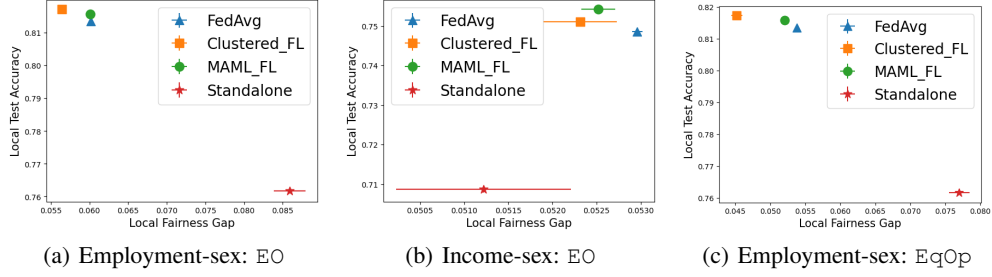 Local Test Accuracy
0.81
0.80
0.79
0.78
0.77
0.76
0.055 0.060 0.065 0.070 0.075 0.080 0.085
Local Fairness Gap
FedAvg
Clustered_FL
MAML_FL
Standalone
(a) Employment-sex: EO
Local Test Accuracy
0.75
0.74
0.73
0.72
0.71
0.0505 0.0510 0.0515 0.0520 0.0525 0.0530
Local Fairness Gap
FedAvg
Clustered_FL
MAML_FL
Standalone
(b) Income-sex: EO
Local Test Accuracy
0.82
0.81
0.80
0.79
0.78
0.77
0.76
0.045 0.050 0.055 0.060 0.065 0.070 0.075 0.080
Local Fairness Gap
FedAvg
Clustered_FL
MAML_FL
Standalone
(c) Employment-sex: EqOp